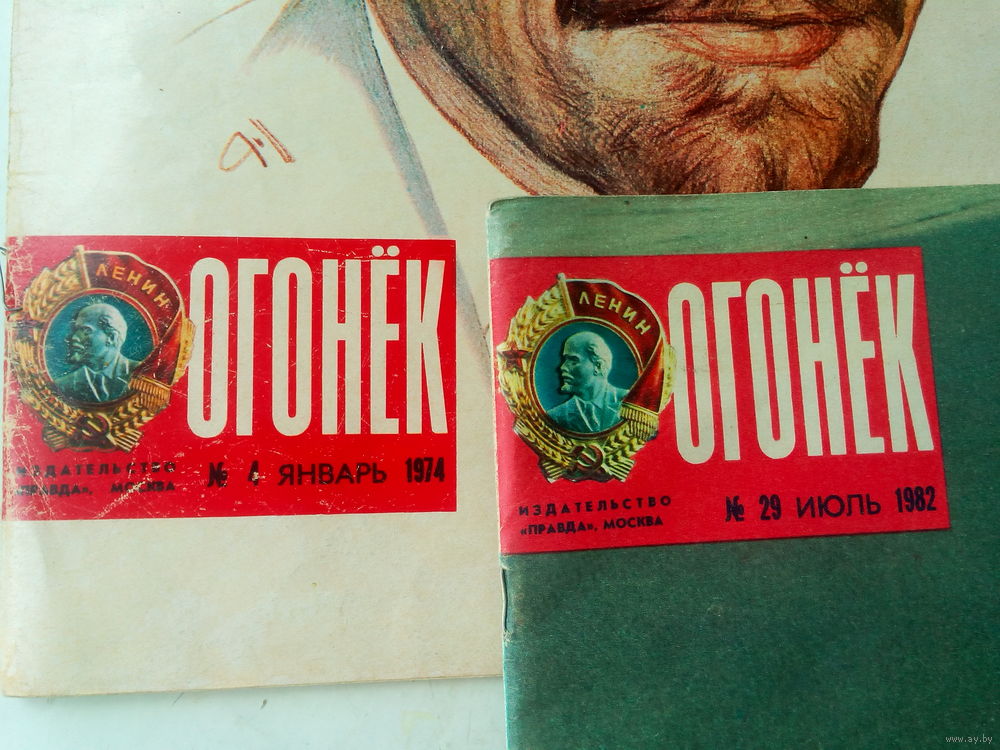 ЛЕНИН
ОГОНЁК
ИЗДАТЕЛЬСТВО
«ПРАВДА», МОСКВА
№ 4 ЯНВАРЬ 1974
ЛЕНИН
ОГОНЁК
ИЗДАТЕЛЬСТВО
«ПРАВДА», МОСКВА
№ 29 ИЮЛЬ 1982
www.ay.by